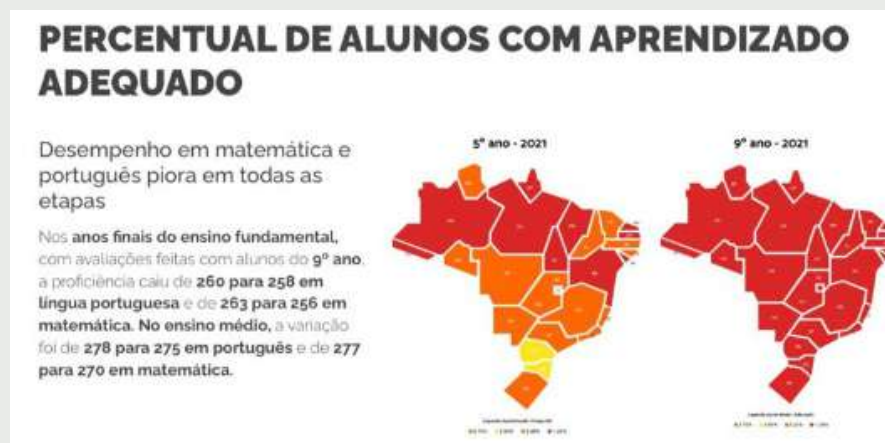 PERCENTUAL DE ALUNOS COM APRENDIZADO
ADEQUADO
Desempenho em matemática e
português piora em todas as
etapas
Nos anos finais do ensino fundamental,
com avaliações feitas com alunos do 9º ano,
a proficiência caiu de 260 para 258 em
língua portuguesa e de 263 para 256 em
matemática. No ensino médio, a variação
foi de 278 para 275 em português e de 277
para 270 em matemática.
5º ano - 2021
9º ano - 2021